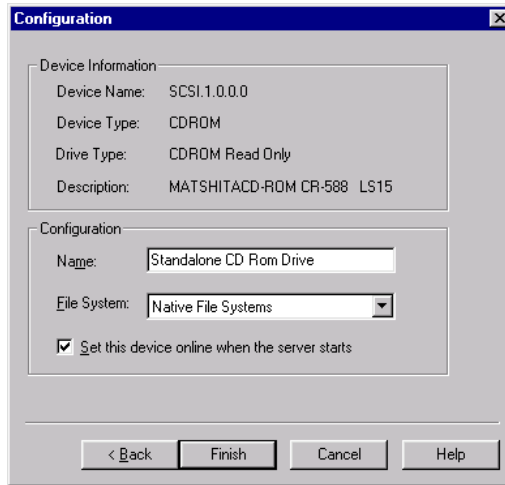 Configuration
Device Information
Device Name: SCSI.1.0.0.0
Device Type: CDROM
Drive Type: CDROM Read Only
Description: MATSHITACD-ROM CR-588 LS15
Configuration
Name: Standalone CD Rom Drive
File System: Native File Systems
Set this device online when the server starts
< Back Finish Cancel Help